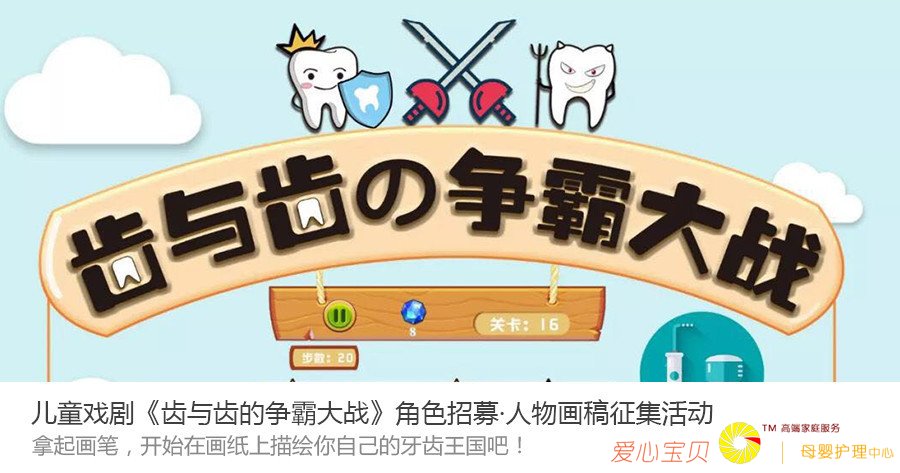 齿与齿の争霸大战
8
关卡：16
步数：20
儿童戏剧《齿与齿的争霸大战》角色招募·人物画稿征集活动
拿起画笔，开始在画纸上描绘你自己的牙齿王国吧！
爱心宝贝
TM 高端家庭服务
母婴护理中心